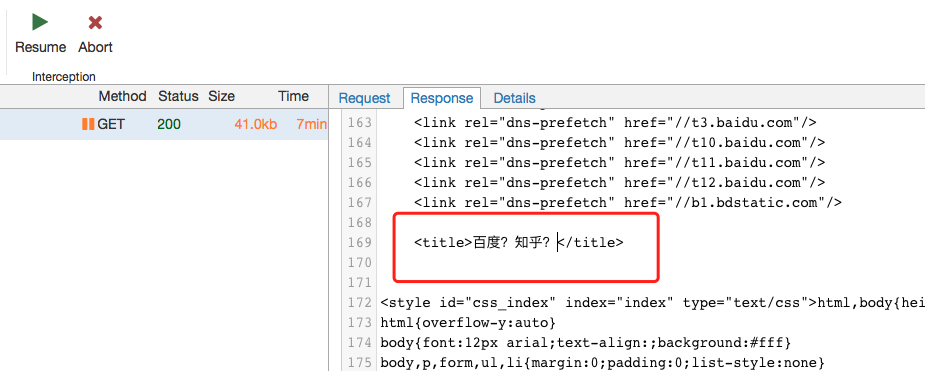 Resume Abort
Interception
Method Status Size Time
Request Response Details
GET 200 41.0kb 7min
163 <link rel="dns-prefetch" href="//t3.baidu.com"/>
164 <link rel="dns-prefetch" href="//t10.baidu.com"/>
165 <link rel="dns-prefetch" href="//t11.baidu.com"/>
166 <link rel="dns-prefetch" href="//t12.baidu.com"/>
167 <link rel="dns-prefetch" href="//b1.bdstatic.com"/>
168
169 <title>百度？知乎？</title>
170
171
172 <style id="css_index" index="index" type="text/css">html,body{hei
173 html{overflow-y:auto}
174 body{font:12px arial;text-align:;background:#fff}
175 body,p,form,ul,li{margin:0;padding:0;list-style:none}